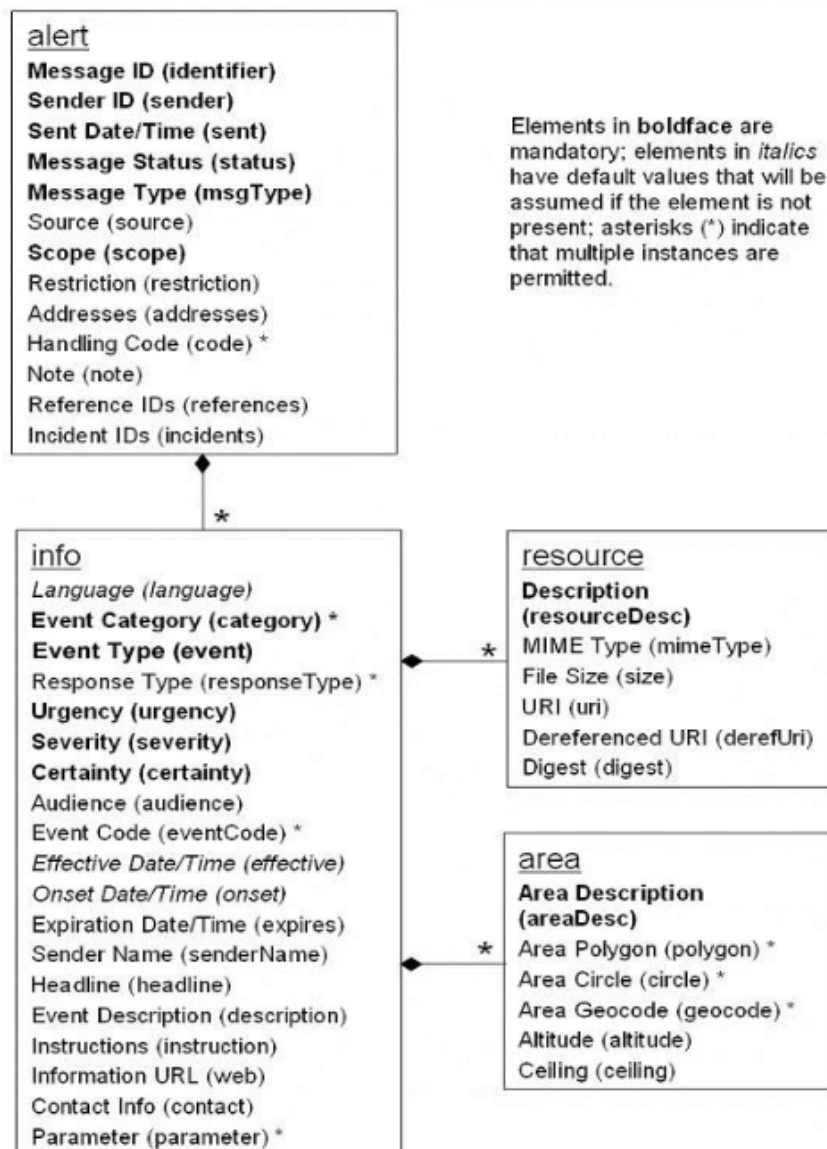 alert
Message ID (identifier)
Sender ID (sender)
Sent Date/Time (sent)
Message Status (status)
Message Type (msgType)
Source (source)
Scope (scope)
Restriction (restriction)
Addresses (addresses)
Handling Code (code) *
Note (note)
Reference IDs (references)
Incident IDs (incidents)
Elements in boldface are
mandatory; elements in italics
have default values that will be
assumed if the element is not
present; asterisks (*) indicate
that multiple instances are
permitted.
*
info
Language (language)
Event Category (category) *
Event Type (event)
Response Type (responseType) *
Urgency (urgency)
Severity (severity)
Certainty (certainty)
Audience (audience)
Event Code (eventCode) *
Effective Date/Time (effective)
Onset Date/Time (onset)
Expiration Date/Time (expires)
Sender Name (senderName)
Headline (headline)
Event Description (description)
Instructions (instruction)
Information URL (web)
Contact Info (contact)
Parameter (parameter) *
*
resource
Description
(resourceDesc)
MIME Type (mimeType)
File Size (size)
URI (uri)
Dereferenced URI (derefUri)
Digest (digest)
*
area
Area Description
(areaDesc)
Area Polygon (polygon) *
Area Circle (circle) *
Area Geocode (geocode) *
Altitude (altitude)
Ceiling (ceiling)